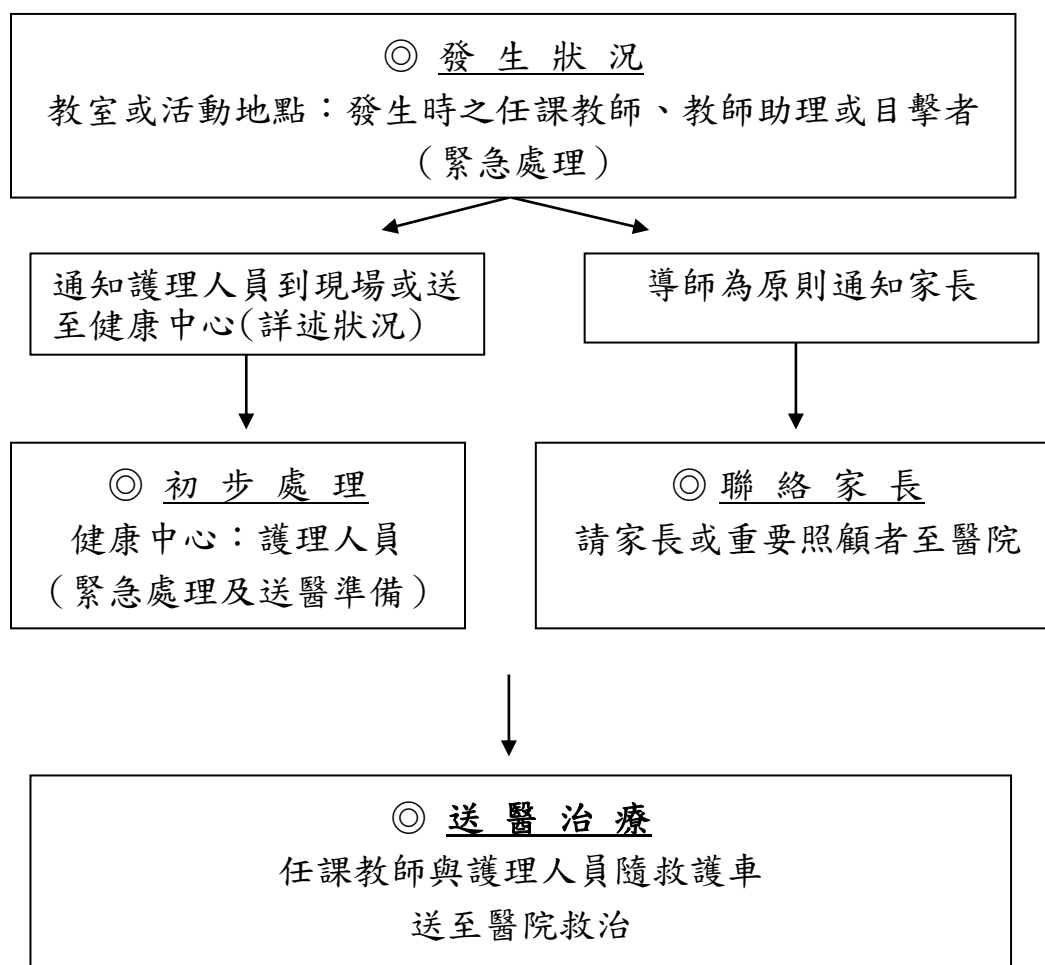 ◎ 發 生 狀 況
教室或活動地點：發生時之任課教師、教師助理或目擊者
（緊急處理）
通知護理人員到現場或送
至健康中心(詳述狀況)
導師為原則通知家長
◎ 初 步 處 理
健康中心：護理人員
（緊急處理及送醫準備）
◎ 聯 絡 家 長
請家長或重要照顧者至醫院
◎ 送 醫 治 療
任課教師與護理人員隨救護車
送至醫院救治